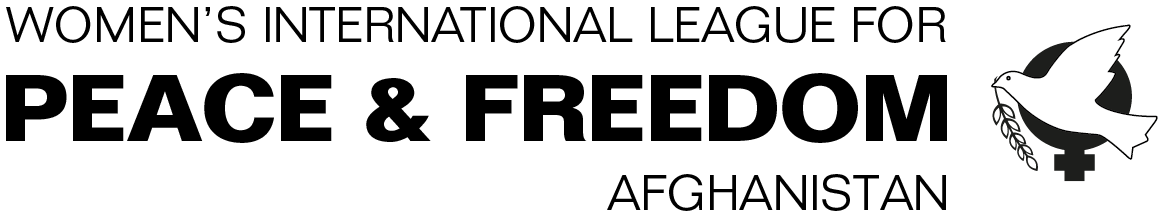 WOMEN’S INTERNATIONAL LEAGUE FOR
PEACE & FREEDOM
AFGHANISTAN